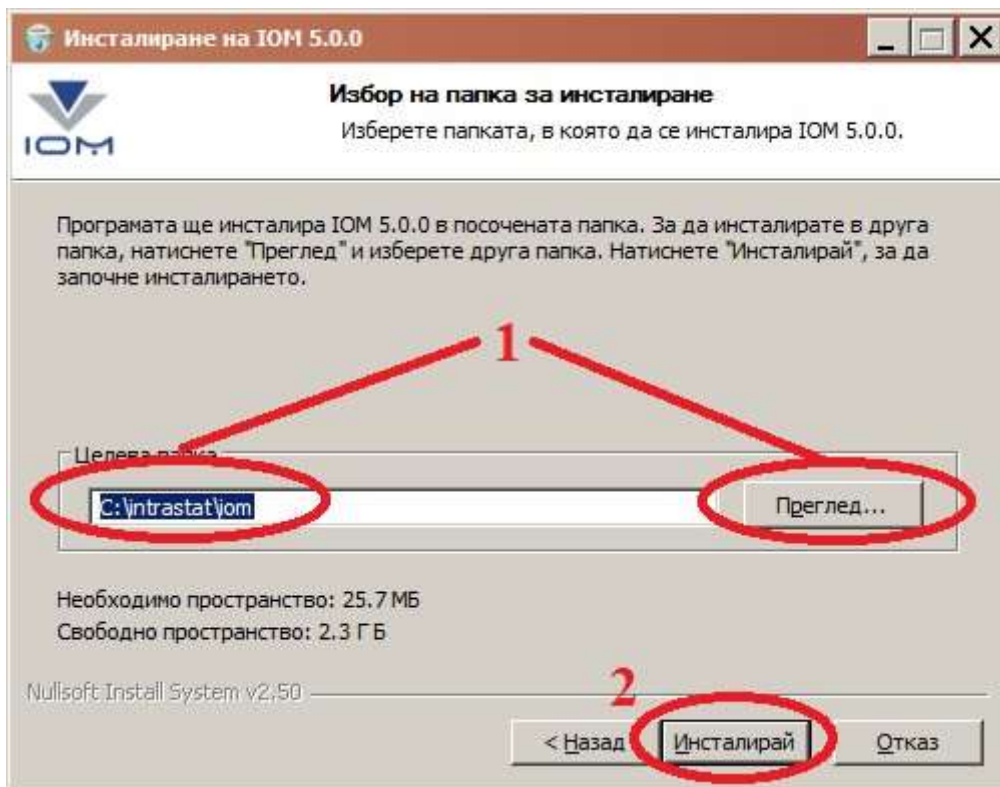 Инсталиране на IOM 5.0.0
IOM
Избор на папка за инсталиране
Изберете папката, в която да се инсталира IOM 5.0.0.
Програмата ще инсталира IOM 5.0.0 в посочената папка. За да инсталирате в друга
папка, натиснете "Преглед" и изберете друга папка. Натиснете "Инсталирай", за да
започне инсталирането.
1
Целева папка
C:\intrastat\iom
Преглед...
Необходимо пространство: 25.7 МБ
Свободно пространство: 2.3 ГБ
Nullsoft Install System v2.50
2
< Назад
Инсталирай
Отказ